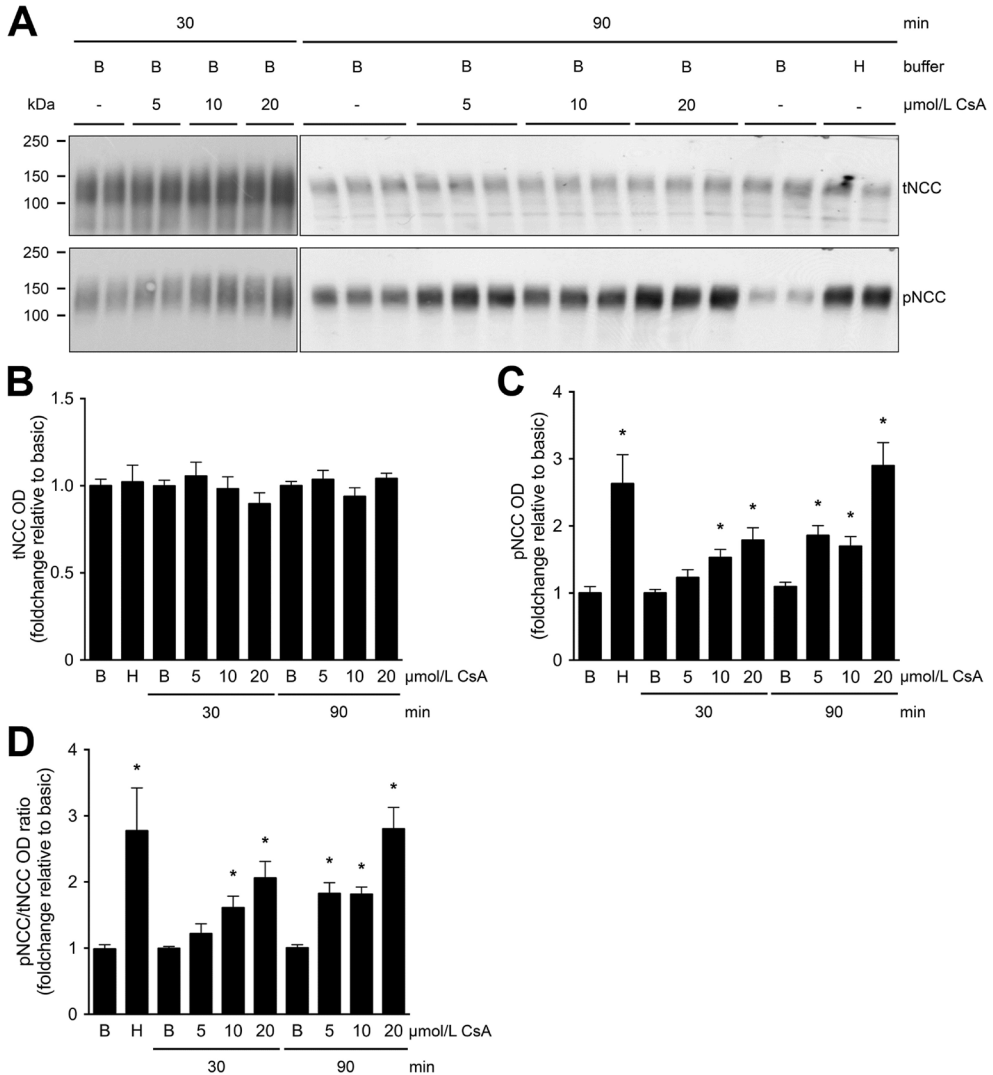 A
30 90 min
B B B B B B B B B H buffer
kDa - 5 10 20 - 5 10 20 - - µmol/L CsA
250
150
100
tNCC
250
150
100
pNCC
B
tNCC OD
(foldchange relative to basic)
1.5
1.0
0.5
0
B H B 5 10 20 B 5 10 20 µmol/L CsA
30 90 min
C
pNCC OD
(foldchange relative to basic)
4
3
2
1
0
* * * * * *
B H B 5 10 20 B 5 10 20 µmol/L CsA
30 90 min
D
pNCC/tNCC OD ratio
(foldchange relative to basic)
4
3
2
1
0
* * * * * *
B H B 5 10 20 B 5 10 20 µmol/L CsA
30 90 min